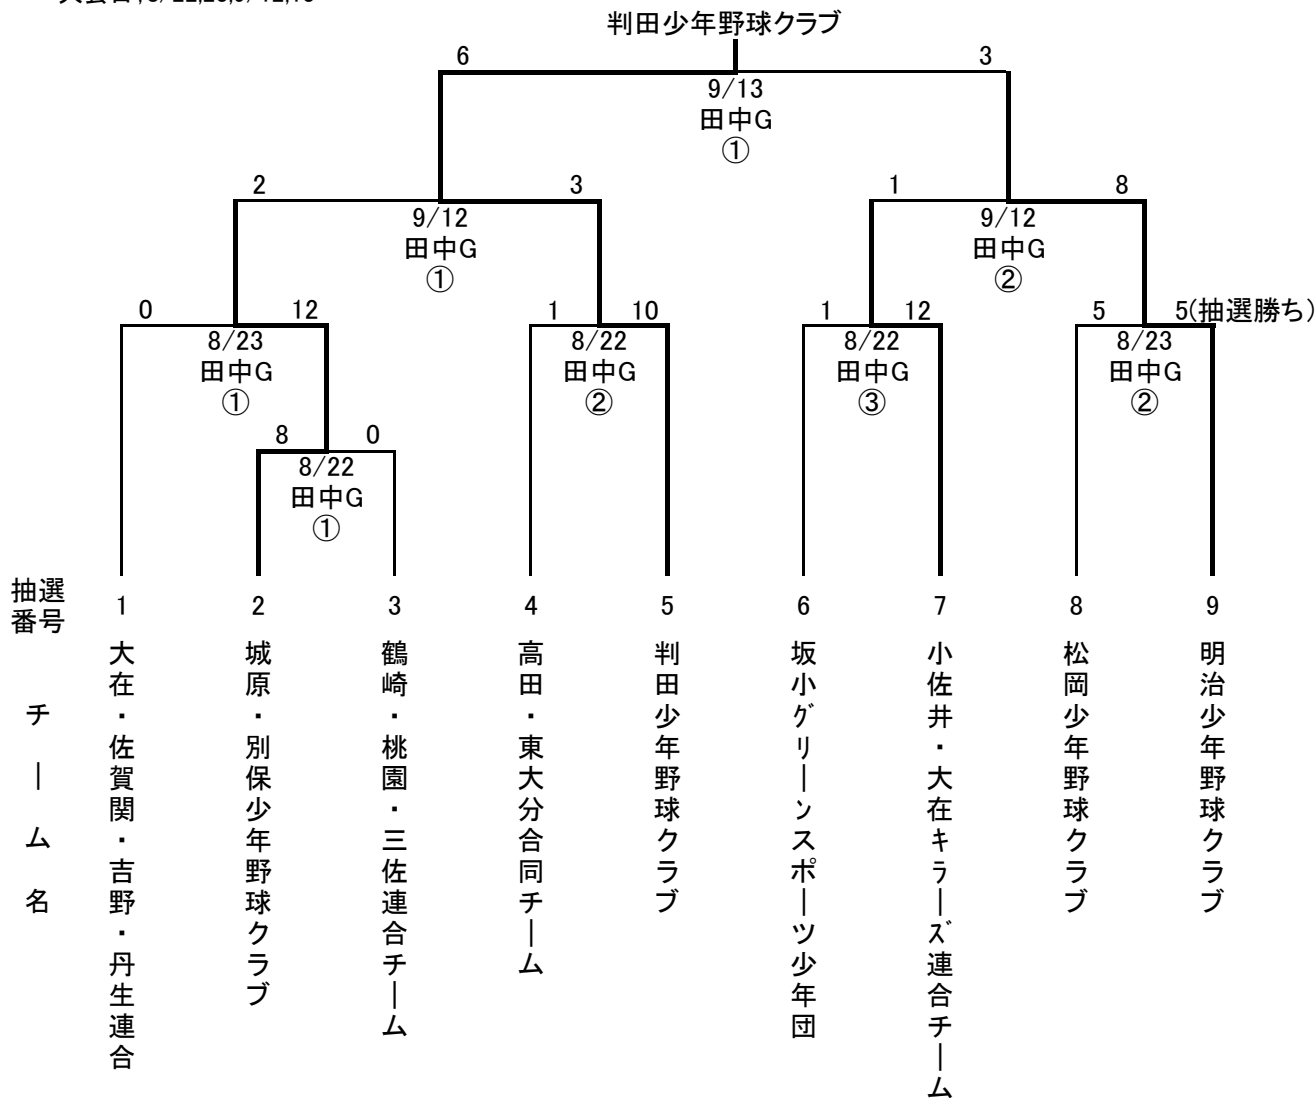 判田少年野球クラブ
6
3
9/13
田中G
①
2
3
1
8
9/12
田中G
①
9/12
田中G
②
0
12
1
10
1
12
5
5(抽選勝ち)
8/23
田中G
①
8/22
田中G
②
8/22
田中G
③
8/23
田中G
②
8
0
8/22
田中G
①
抽選
番号
1
2
3
4
5
6
7
8
9
チーム名
大在・佐賀関・吉野・丹生連合
城原・別保少年野球クラブ
鶴崎・桃園・三佐連合チーム
高田・東大分合同チーム
判田少年野球クラブ
坂小グリーンスポーツ少年団
小佐井・大在キラーズ連合チーム
松岡少年野球クラブ
明治少年野球クラブ